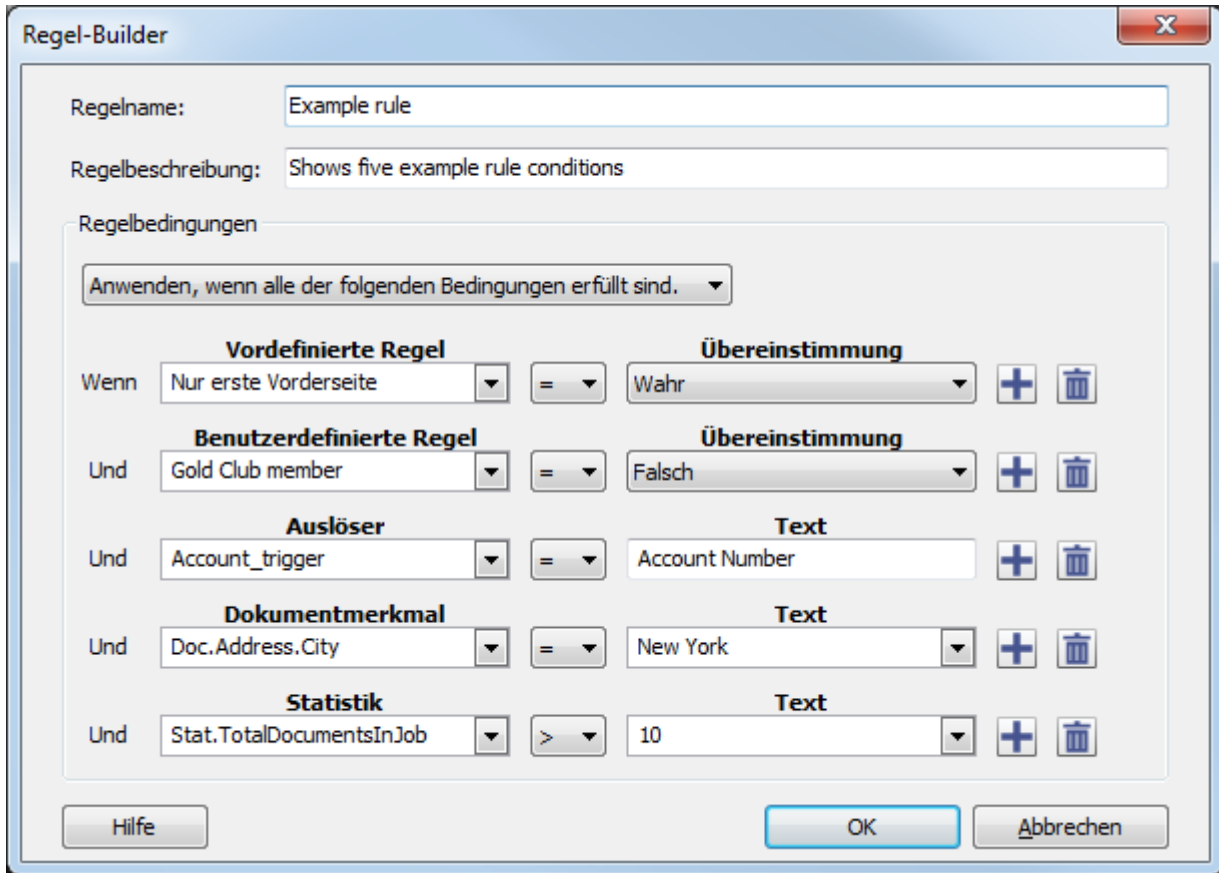 Regel-Builder
Regelname: Example rule
Regelbeschreibung: Shows five example rule conditions
Regelbedingungen
Anwenden, wenn alle der folgenden Bedingungen erfüllt sind.
Vordefinierte Regel Übereinstimmung
Wenn Nur erste Vorderseite = Wahr
Benutzerdefinierte Regel Übereinstimmung
Und Gold Club member = Falsch
Auslöser Text
Und Account_trigger = Account Number
Dokumentmerkmal Text
Und Doc.Address.City = New York
Statistik Text
Und Stat.TotalDocumentsInJob > 10
Hilfe OK Abbrechen